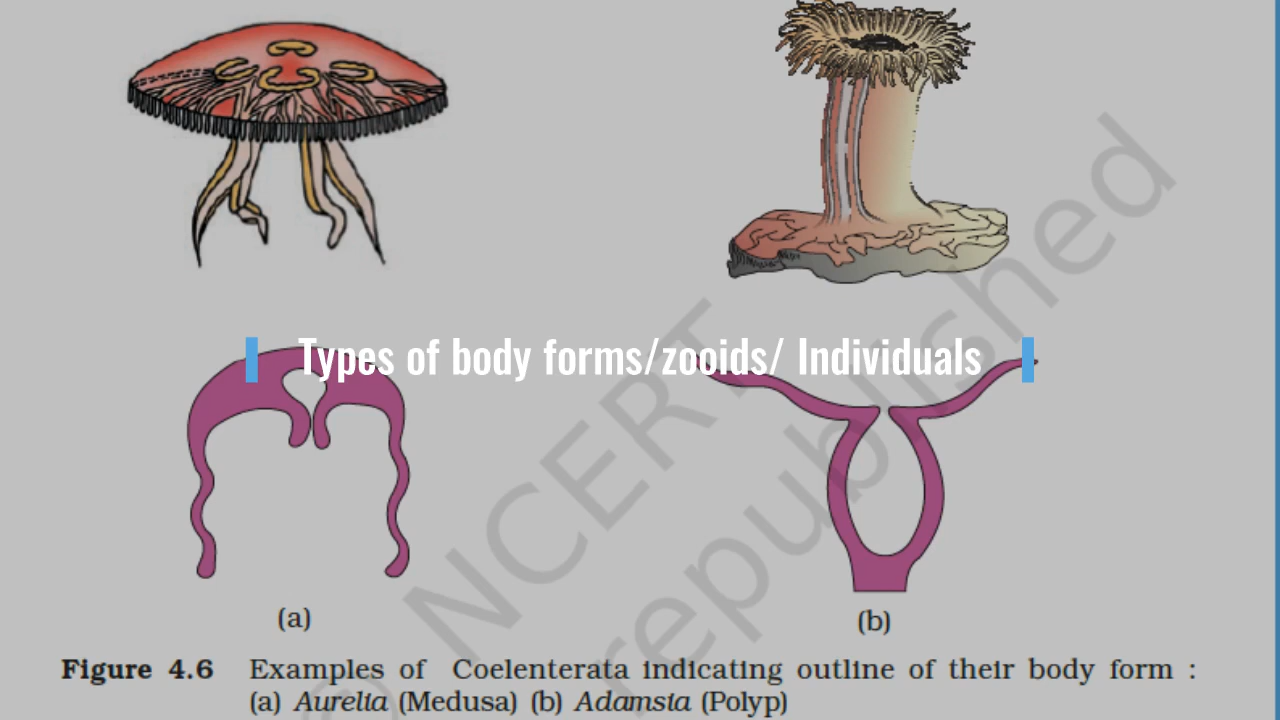 Types of body forms/zooids/ Individuals
(a)
(b)
Figure 4.6 Examples of Coelenterata indicating outline of their body form :
(a) Aurelia (Medusa) (b) Adamsia (Polyp)
© NCERT
republished